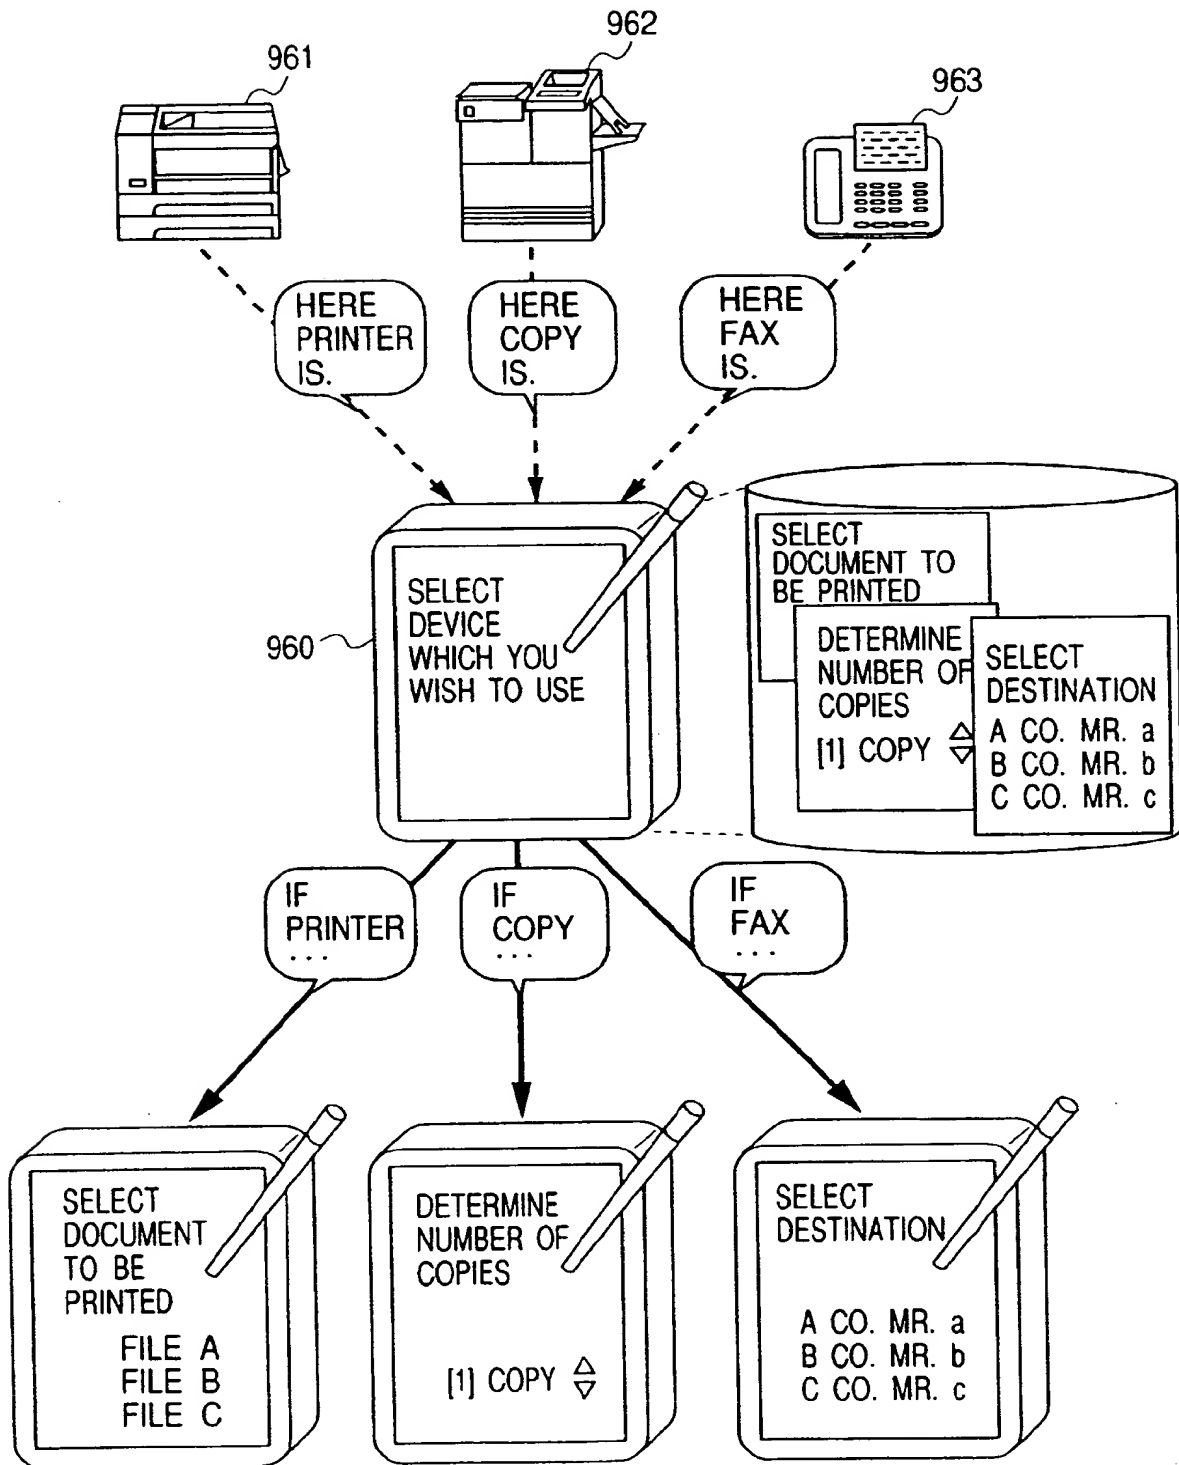 961
962
963
HERE
PRINTER
IS.
HERE
COPY
IS.
HERE
FAX
IS.
960
SELECT
DEVICE
WHICH YOU
WISH TO USE
SELECT
DOCUMENT TO
BE PRINTED
DETERMINE
NUMBER OF
COPIES
[1] COPY
SELECT
DESTINATION
A CO. MR. a
B CO. MR. b
C CO. MR. c
IF
PRINTER
...
IF
COPY
...
IF
FAX
...
SELECT
DOCUMENT
TO BE
PRINTED
FILE A
FILE B
FILE C
DETERMINE
NUMBER OF
COPIES
[1] COPY
SELECT
DESTINATION
A CO. MR. a
B CO. MR. b
C CO. MR. c